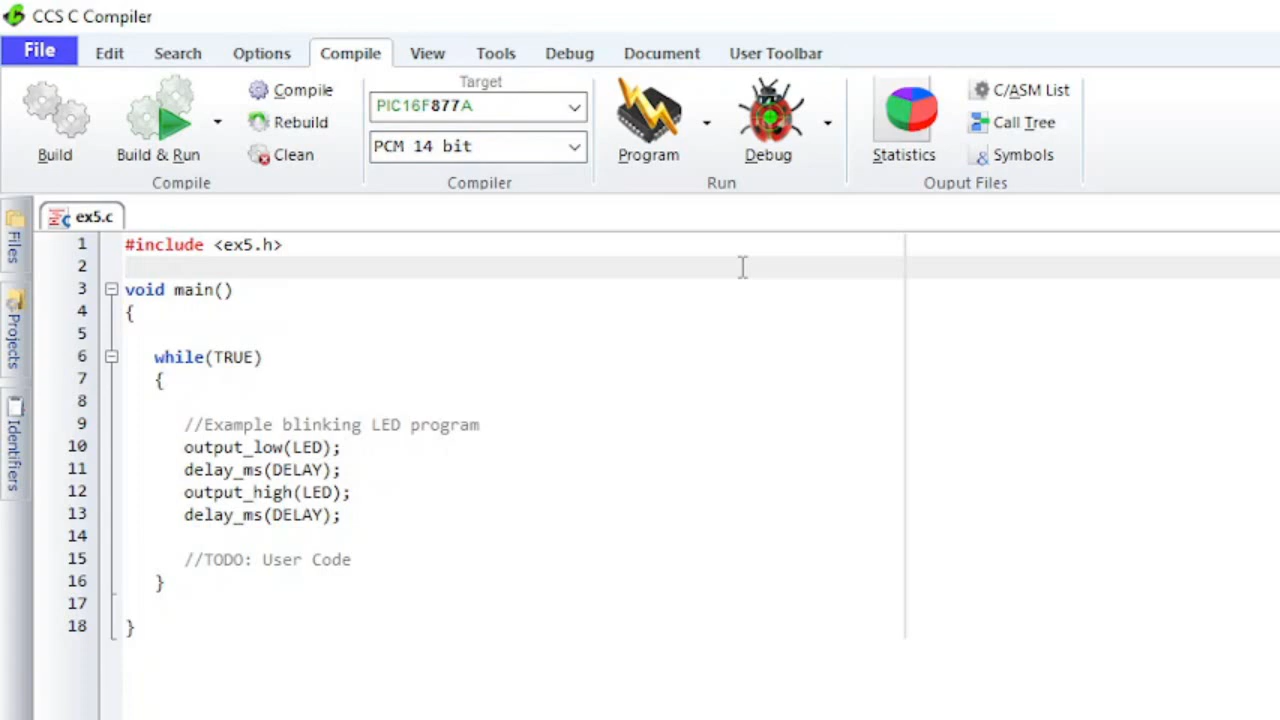 CCS C Compiler
File Edit Search Options Compile View Tools Debug Document User Toolbar
Build
Build & Run
Compile
Rebuild
Clean
Compile
Target
PIC16F877A
PCM 14 bit
Compiler
Program
Debug
Run
Statistics
C/ASM List
Call Tree
Symbols
Ouput Files
Files
Projects
Identifiers
ex5.c
1 #include <ex5.h>
2
3 void main()
4 {
5
6 while(TRUE)
7 {
8
9 //Example blinking LED program
10 output_low(LED);
11 delay_ms(DELAY);
12 output_high(LED);
13 delay_ms(DELAY);
14
15 //TODO: User Code
16 }
17
18 }